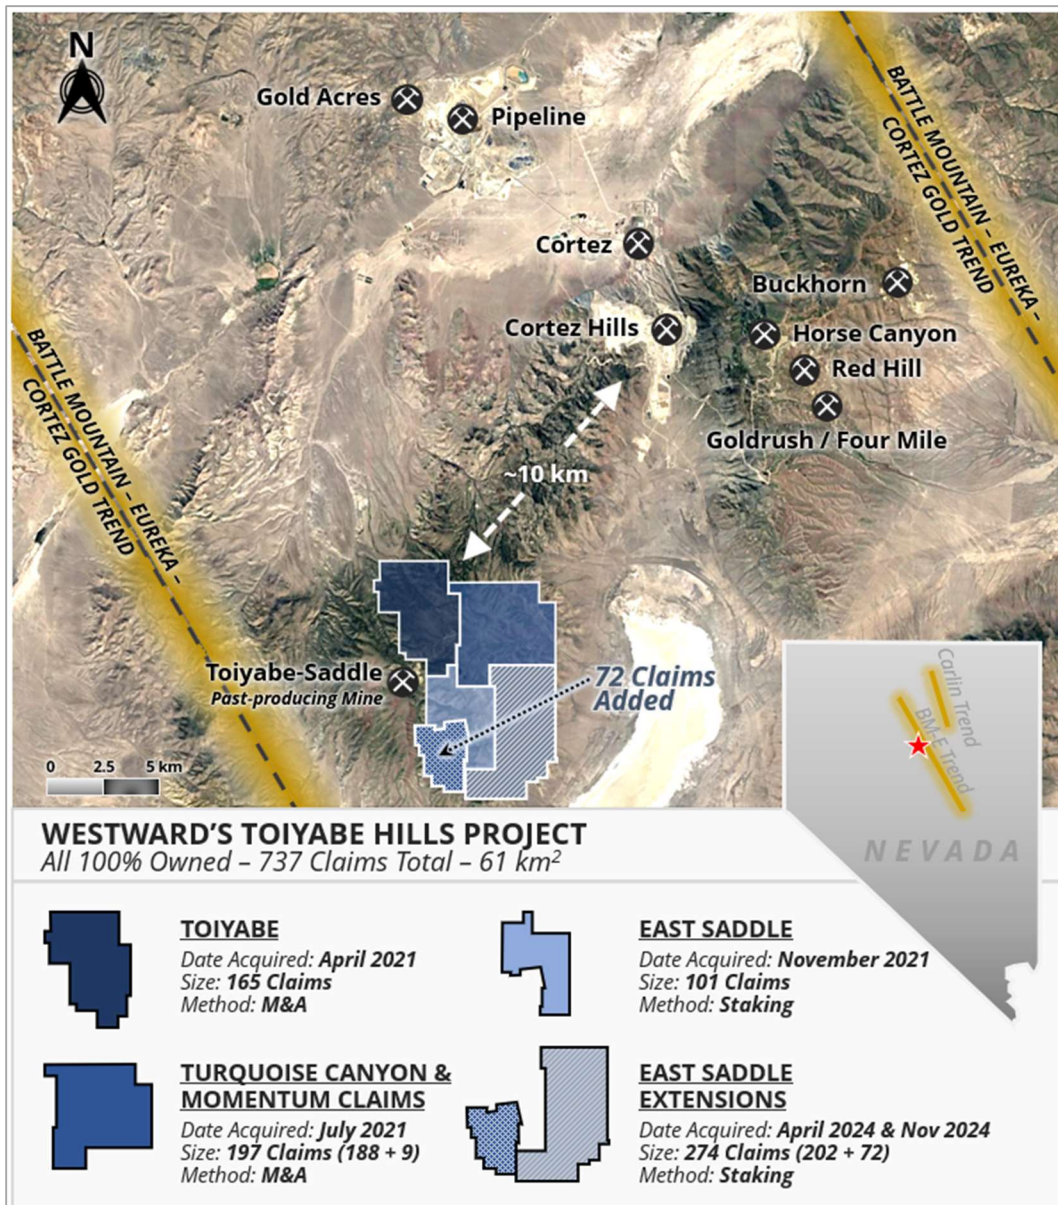 N
Gold Acres
Pipeline
BATTLE MOUNTAIN – EUREKA –
CORTEZ GOLD TREND
Cortez
Buckhorn
Cortez Hills
Horse Canyon
Red Hill
Goldrush / Four Mile
BATTLE MOUNTAIN – EUREKA –
CORTEZ GOLD TREND
~10 km
Toiyabe-Saddle
Past-producing Mine
72 Claims
Added
0 2.5 5 km
Carlin Trend
BM-E Trend
NEVADA
WESTWARD'S TOIYABE HILLS PROJECT
All 100% Owned – 737 Claims Total – 61 km²
TOIYABE
Date Acquired: April 2021
Size: 165 Claims
Method: M&A
EAST SADDLE
Date Acquired: November 2021
Size: 101 Claims
Method: Staking
TURQUOISE CANYON &
MOMENTUM CLAIMS
Date Acquired: July 2021
Size: 197 Claims (188 + 9)
Method: M&A
EAST SADDLE
EXTENSIONS
Date Acquired: April 2024 & Nov 2024
Size: 274 Claims (202 + 72)
Method: Staking